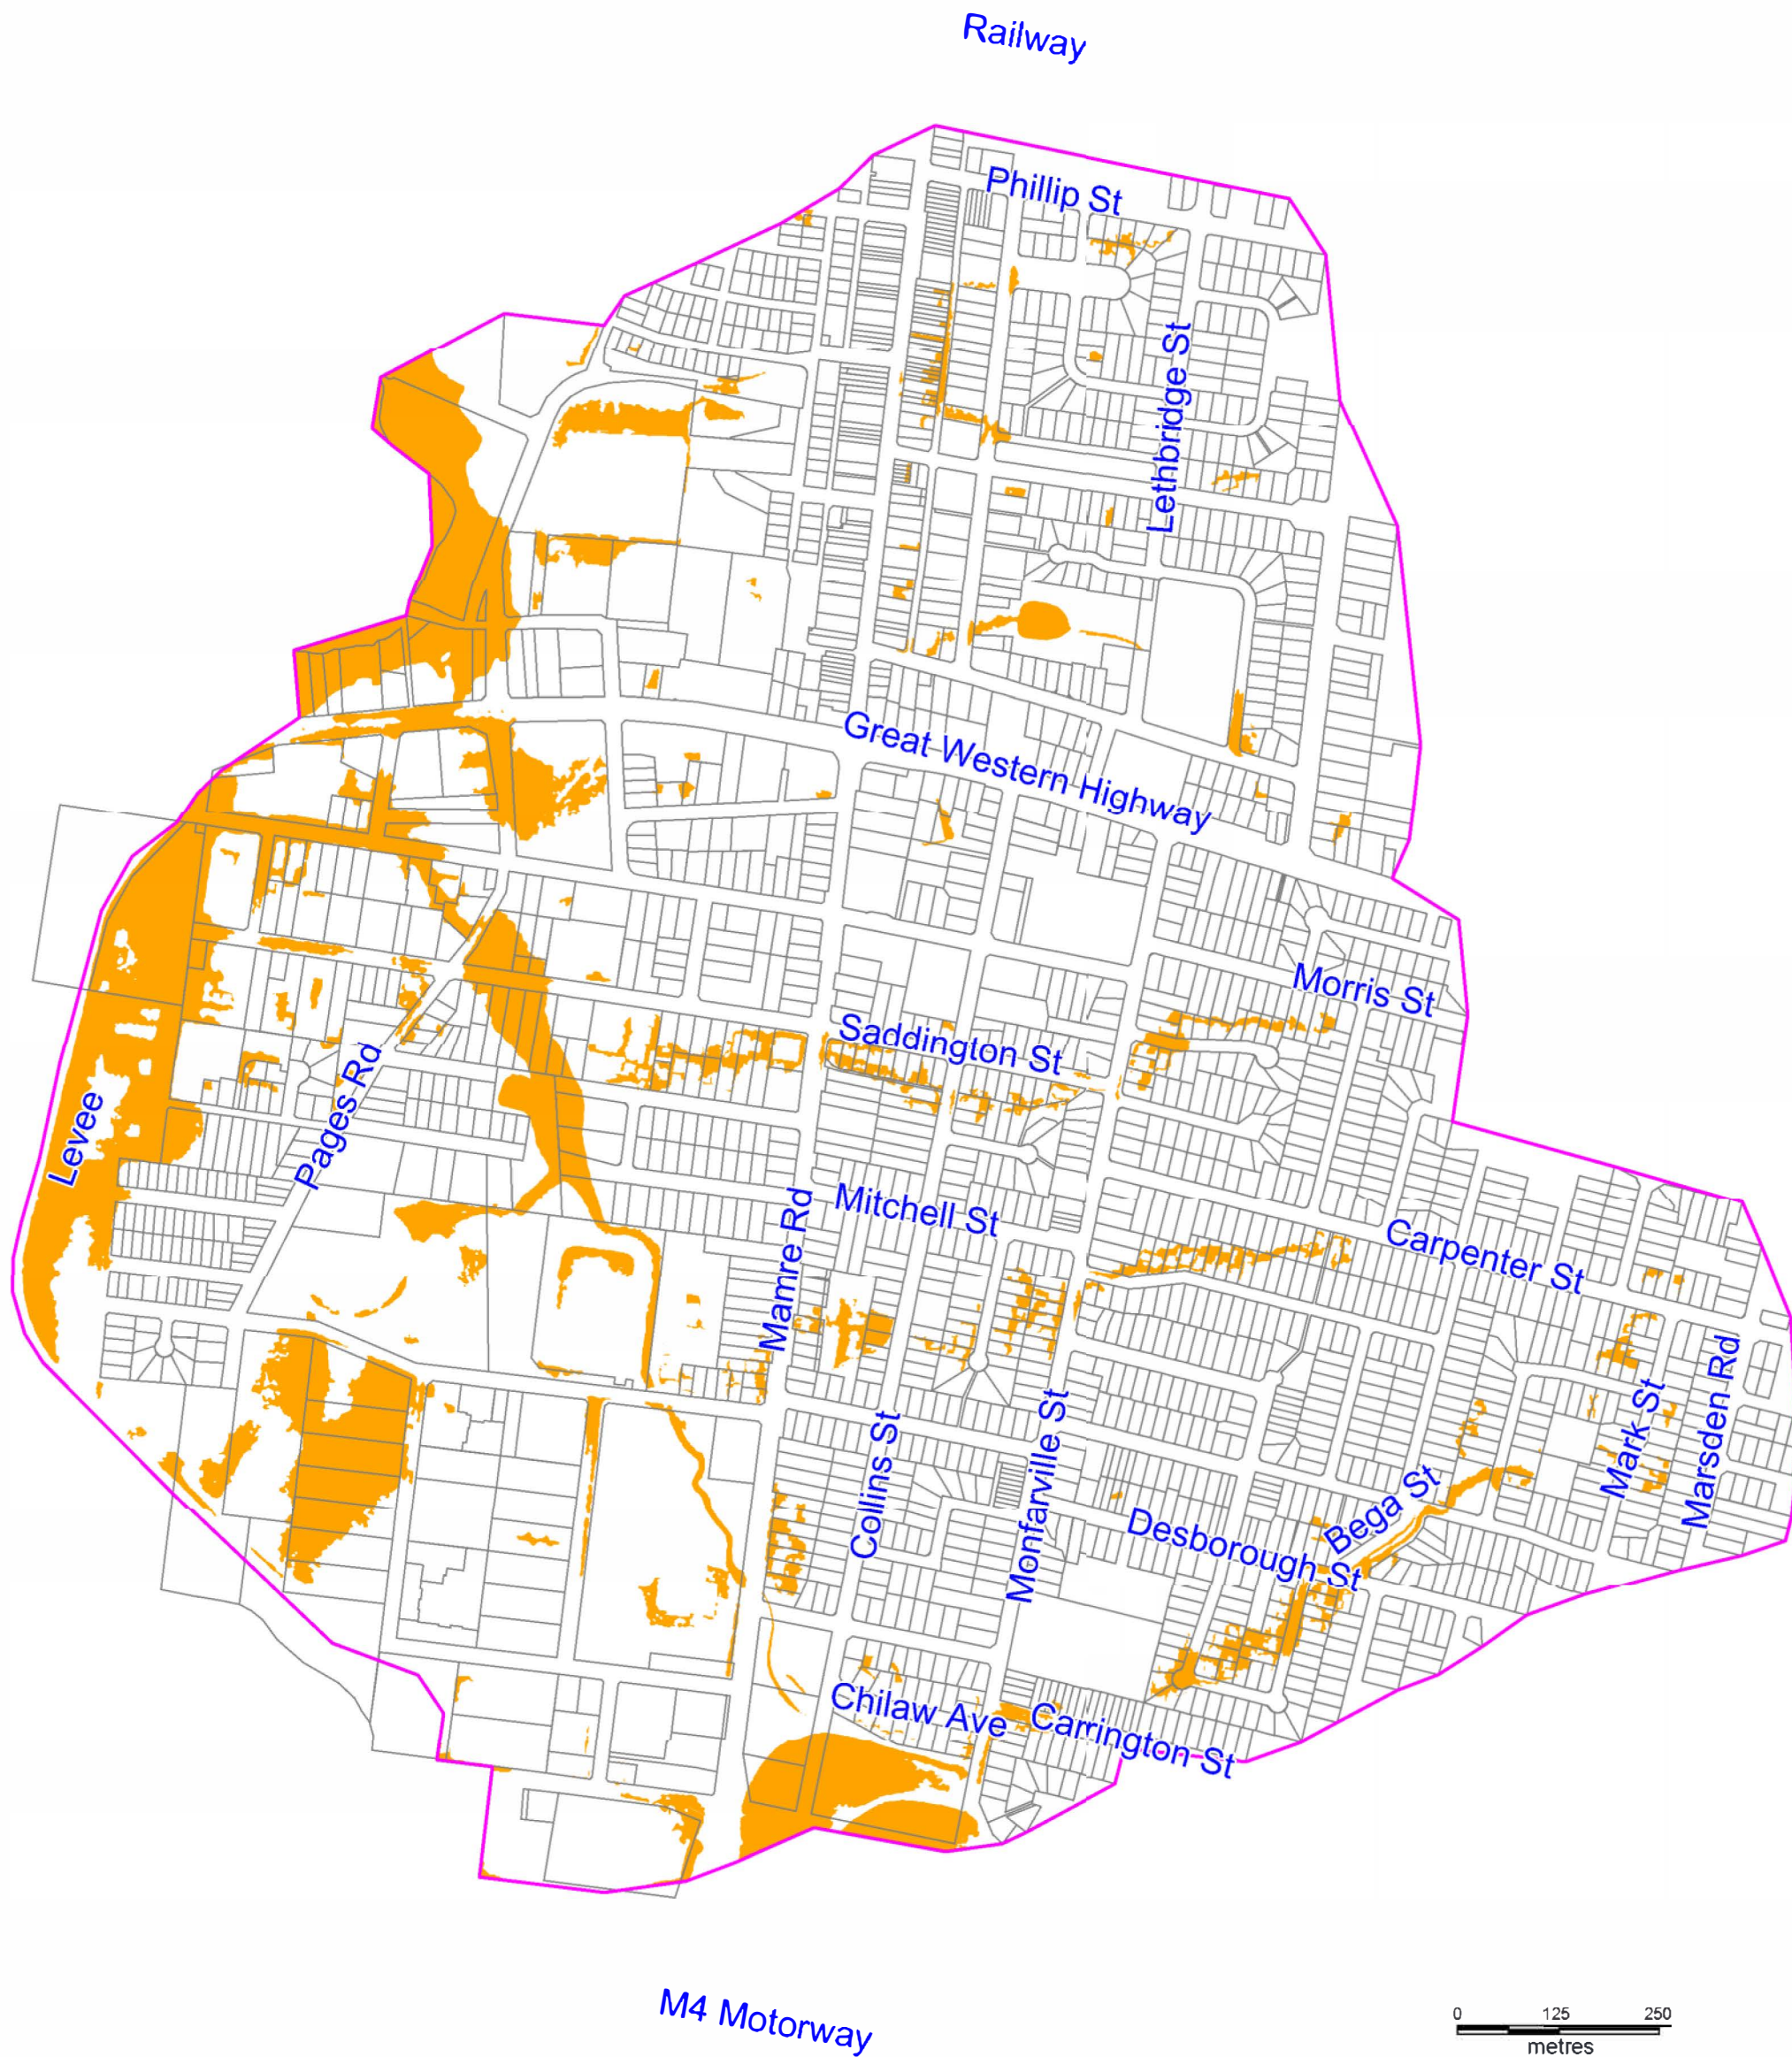 Railway
Phillip St
Lethbridge St
Great Western Highway
Morris St
Saddington St
Levee
Pages Rd
Mitchell St
Mamre Rd
Carpenter St
Mark St
Marsden Rd
Collins St
Monfarville St
Bega St
Desborough St
Chilaw Ave
Carrington St
M4 Motorway
0 125 250
metres